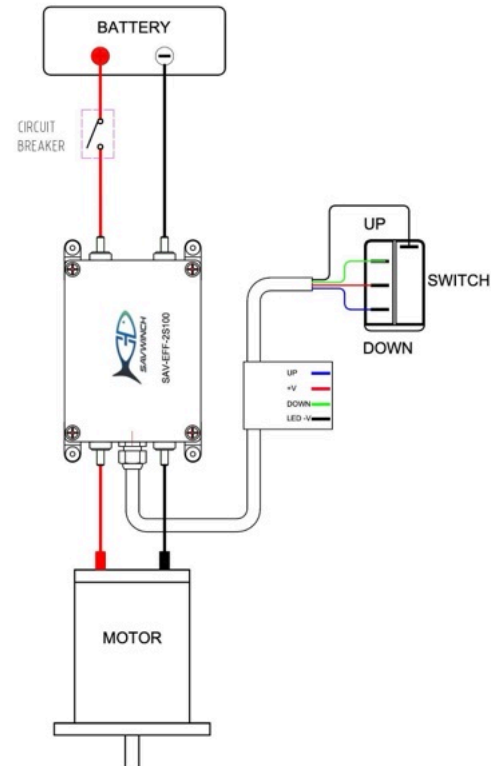 BATTERY
CIRCUIT
BREAKER
UP
SWITCH
DOWN
SAVWINCH
SAV-EFF-2S100
UP
+V
DOWN
LED -V
MOTOR